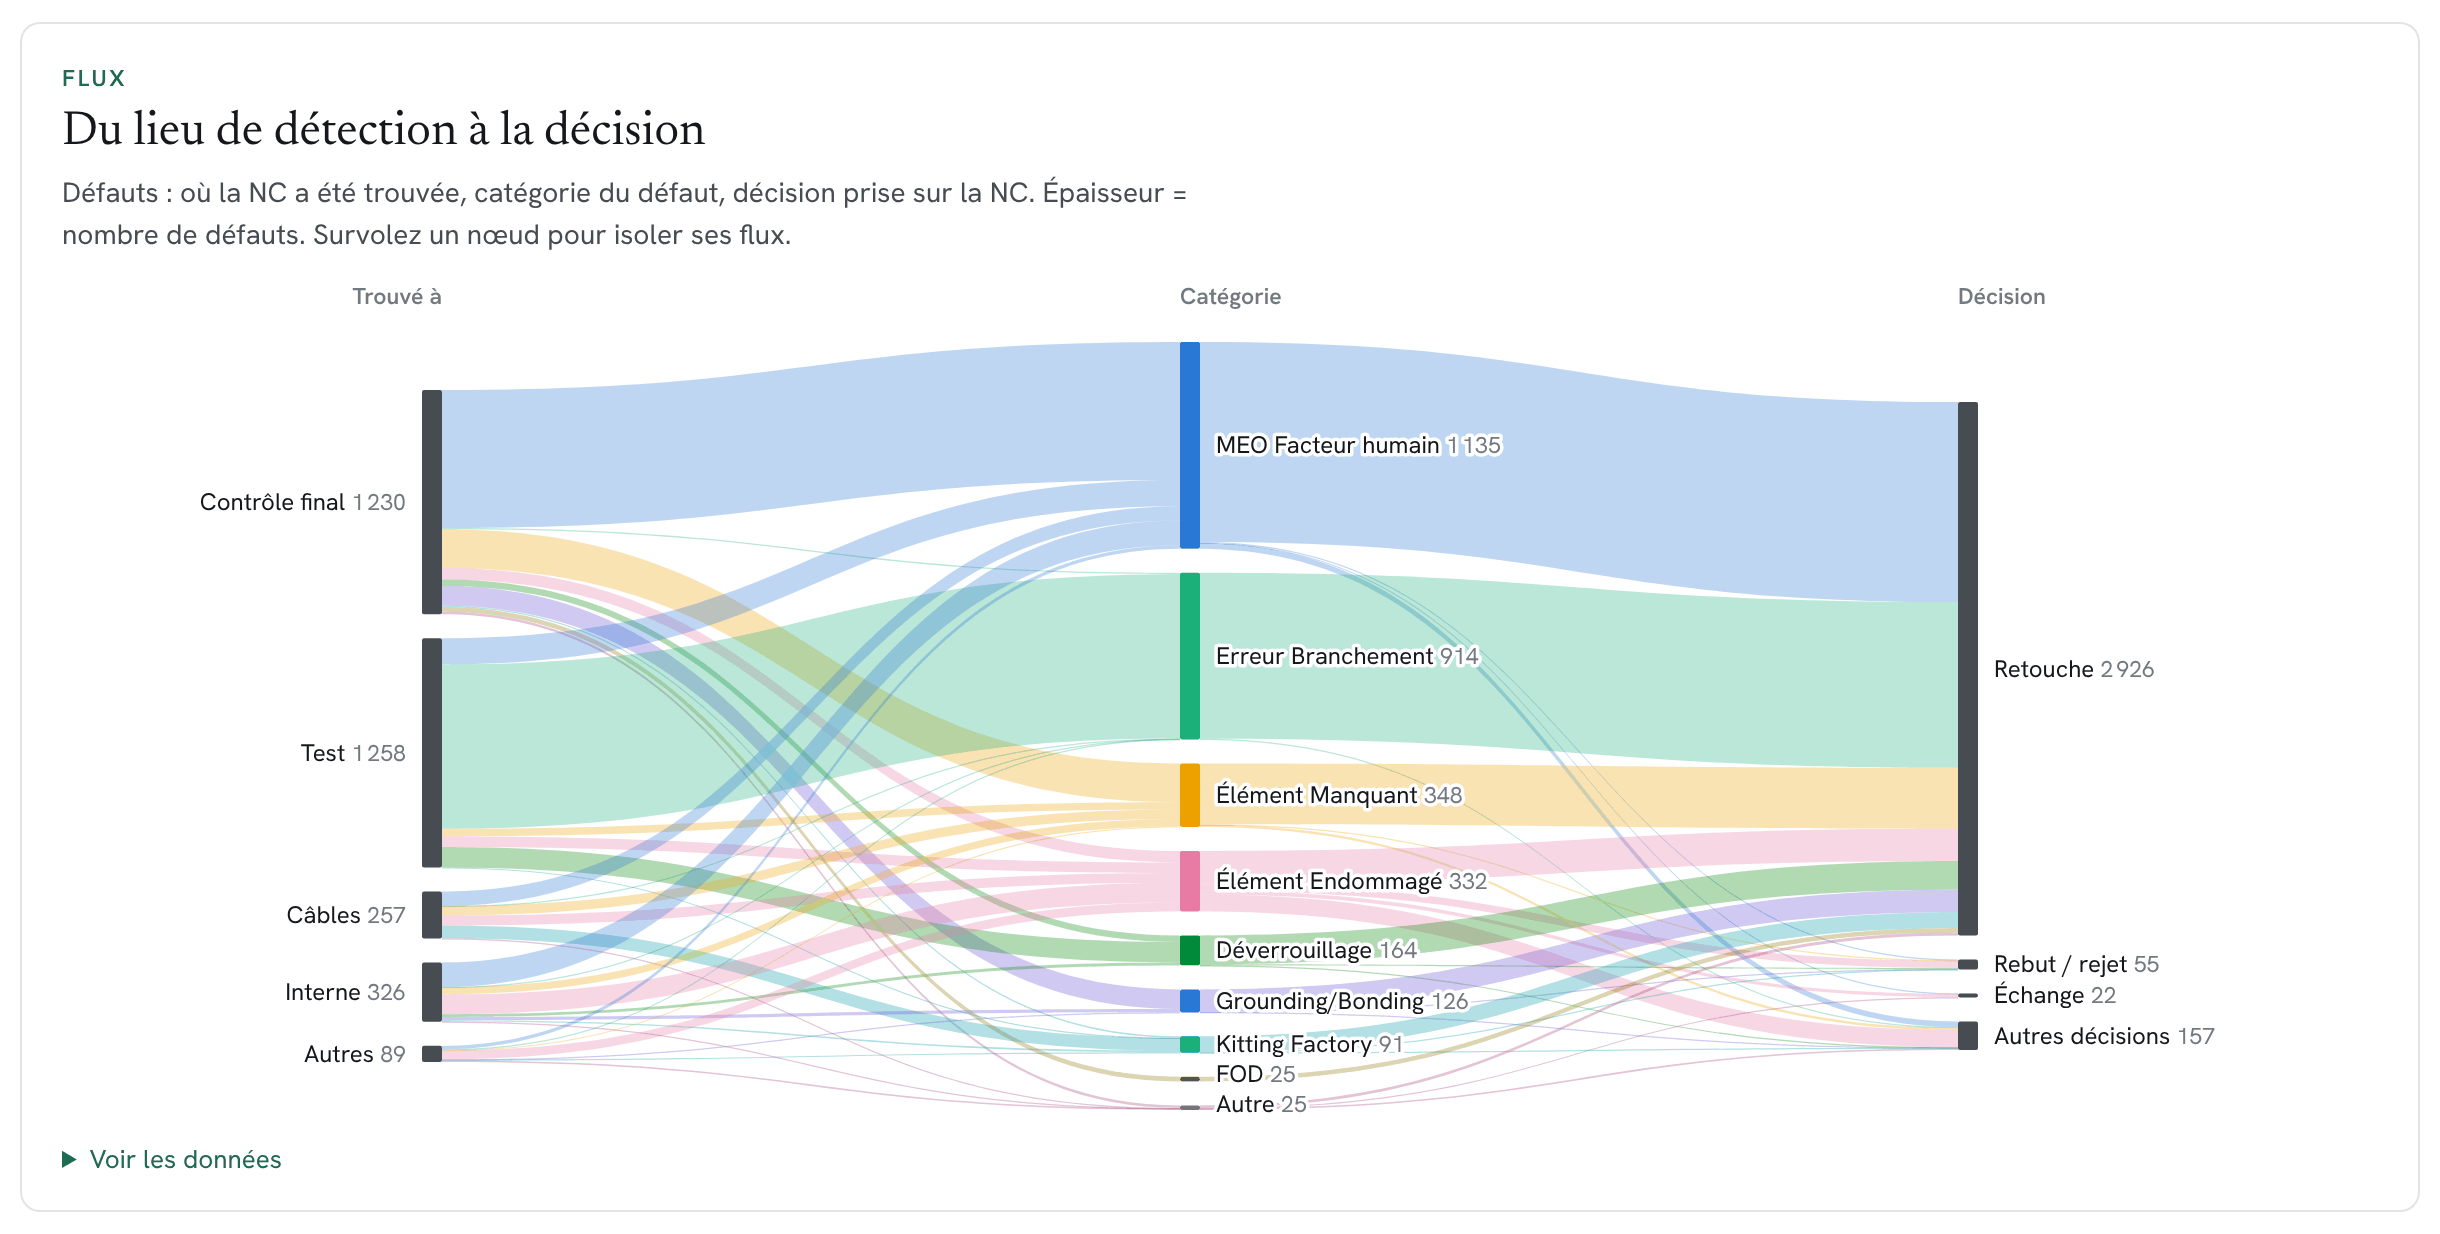 FLUX
Du lieu de détection à la décision
Défauts : où la NC a été trouvée, catégorie du défaut, décision prise sur la NC. Épaisseur =
nombre de défauts. Survolez un nœud pour isoler ses flux.
Trouvé à
Catégorie
Décision
Contrôle final 1 230
Test 1 258
Câbles 257
Interne 326
Autres 89
MEO Facteur humain 1 135
Erreur Branchement 914
Élément Manquant 348
Élément Endommagé 332
Déverrouillage 164
Grounding/Bonding 126
Kitting Factory 91
FOD 25
Autre 25
Retouche 2 926
Rebut / rejet 55
Échange 22
Autres décisions 157
▶ Voir les données